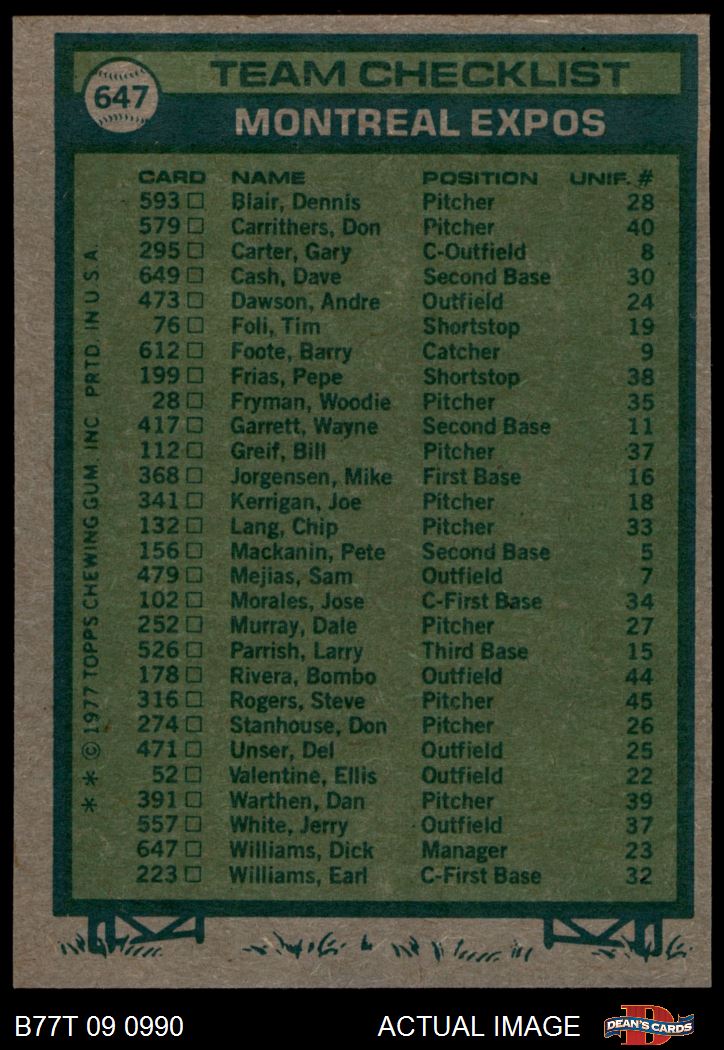 647
TEAM CHECKLIST
MONTREAL EXPOS
CARD NAME POSITION UNIF. #
593 □ Blair, Dennis Pitcher 28
579 □ Carrithers, Don Pitcher 40
295 □ Carter, Gary C-Outfield 8
649 □ Cash, Dave Second Base 30
473 □ Dawson, Andre Outfield 24
76 □ Foli, Tim Shortstop 19
612 □ Foote, Barry Catcher 9
199 □ Frias, Pepe Shortstop 38
28 □ Fryman, Woodie Pitcher 35
417 □ Garrett, Wayne Second Base 11
112 □ Greif, Bill Pitcher 37
368 □ Jorgensen, Mike First Base 16
341 □ Kerrigan, Joe Pitcher 18
132 □ Lang, Chip Pitcher 33
156 □ Mackanin, Pete Second Base 5
479 □ Mejias, Sam Outfield 7
102 □ Morales, Jose C-First Base 34
252 □ Murray, Dale Pitcher 27
526 □ Parrish, Larry Third Base 15
178 □ Rivera, Bombo Outfield 44
316 □ Rogers, Steve Pitcher 45
274 □ Stanhouse, Don Pitcher 26
471 □ Unser, Del Outfield 25
52 □ Valentine, Ellis Outfield 22
391 □ Warthen, Dan Pitcher 39
557 □ White, Jerry Outfield 37
647 □ Williams, Dick Manager 23
223 □ Williams, Earl C-First Base 32
* * © 1977 TOPPS CHEWING GUM, INC PRTD. IN U.S.A.
B77T 09 0990 ACTUAL IMAGE
D
DEAN'S CARDS